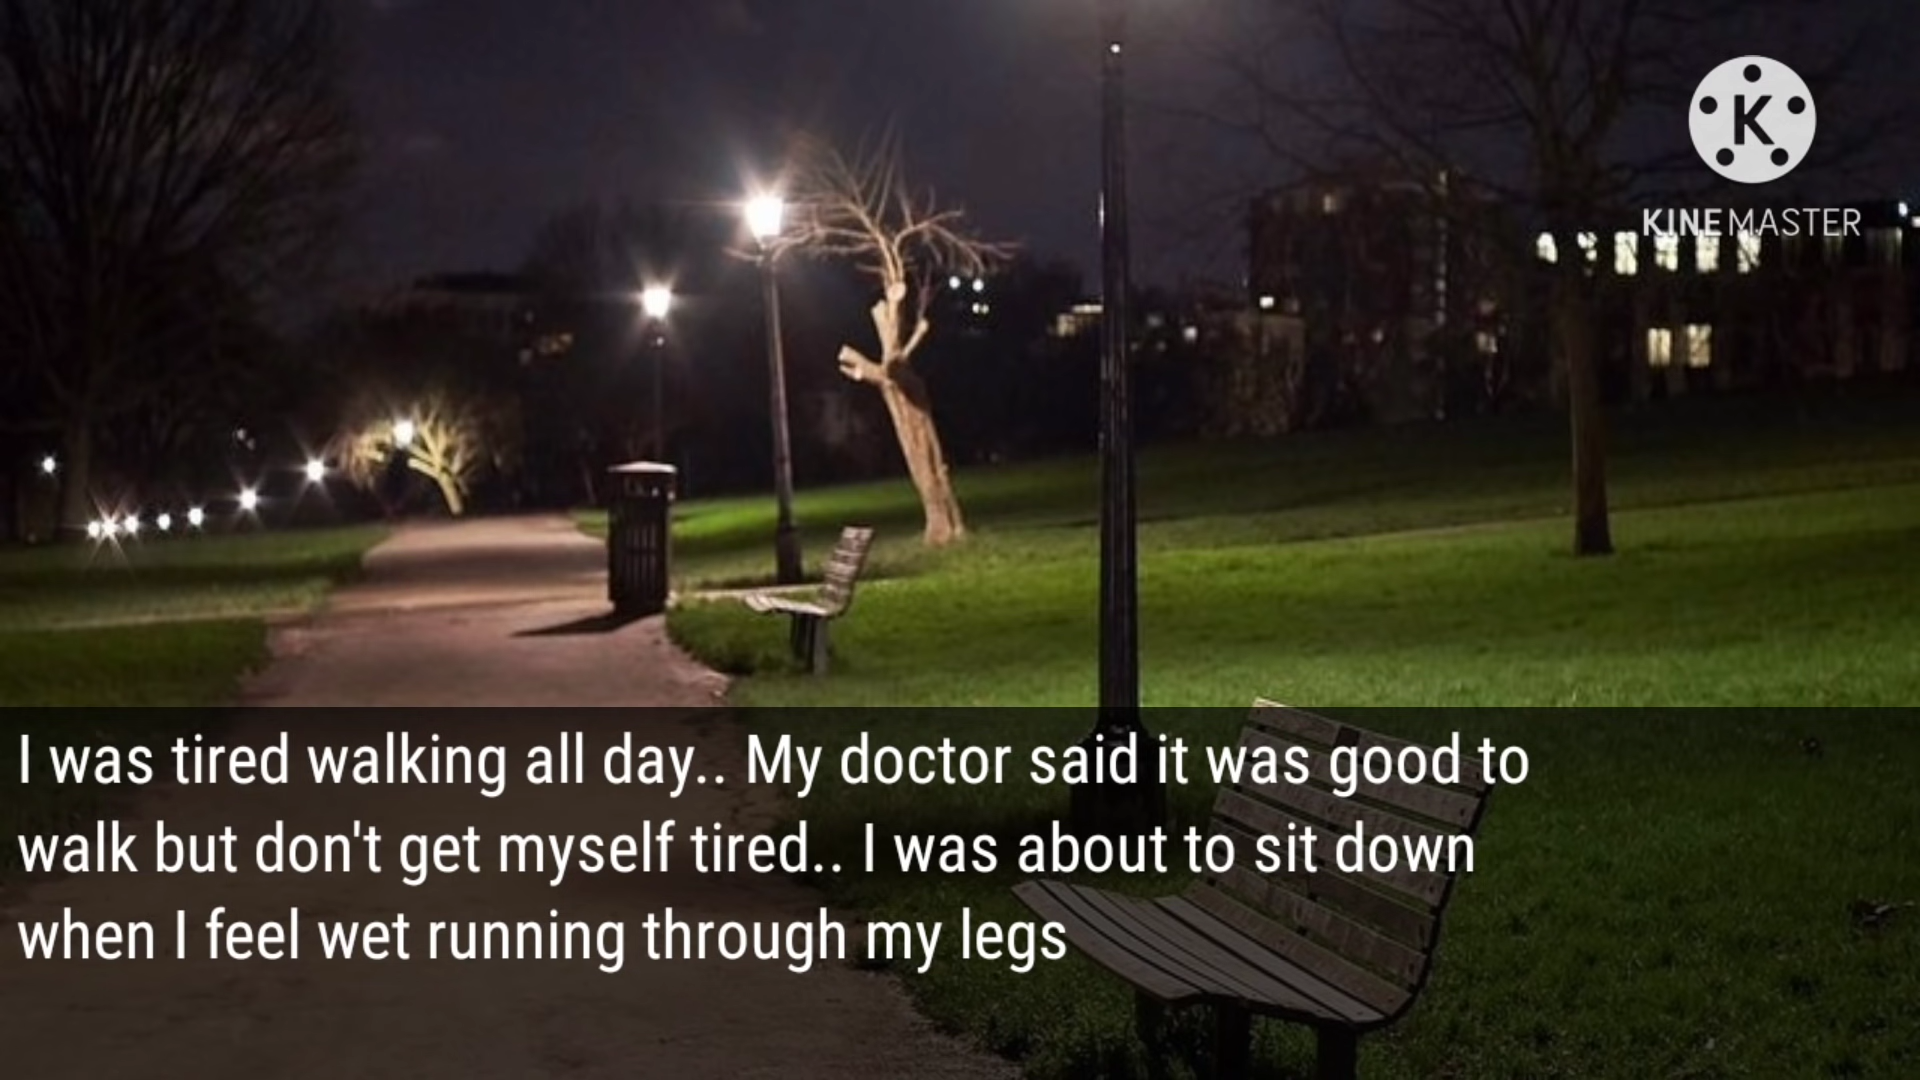 K
KINEMASTER
I was tired walking all day.. My doctor said it was good to
walk but don't get myself tired.. I was about to sit down
when I feel wet running through my legs